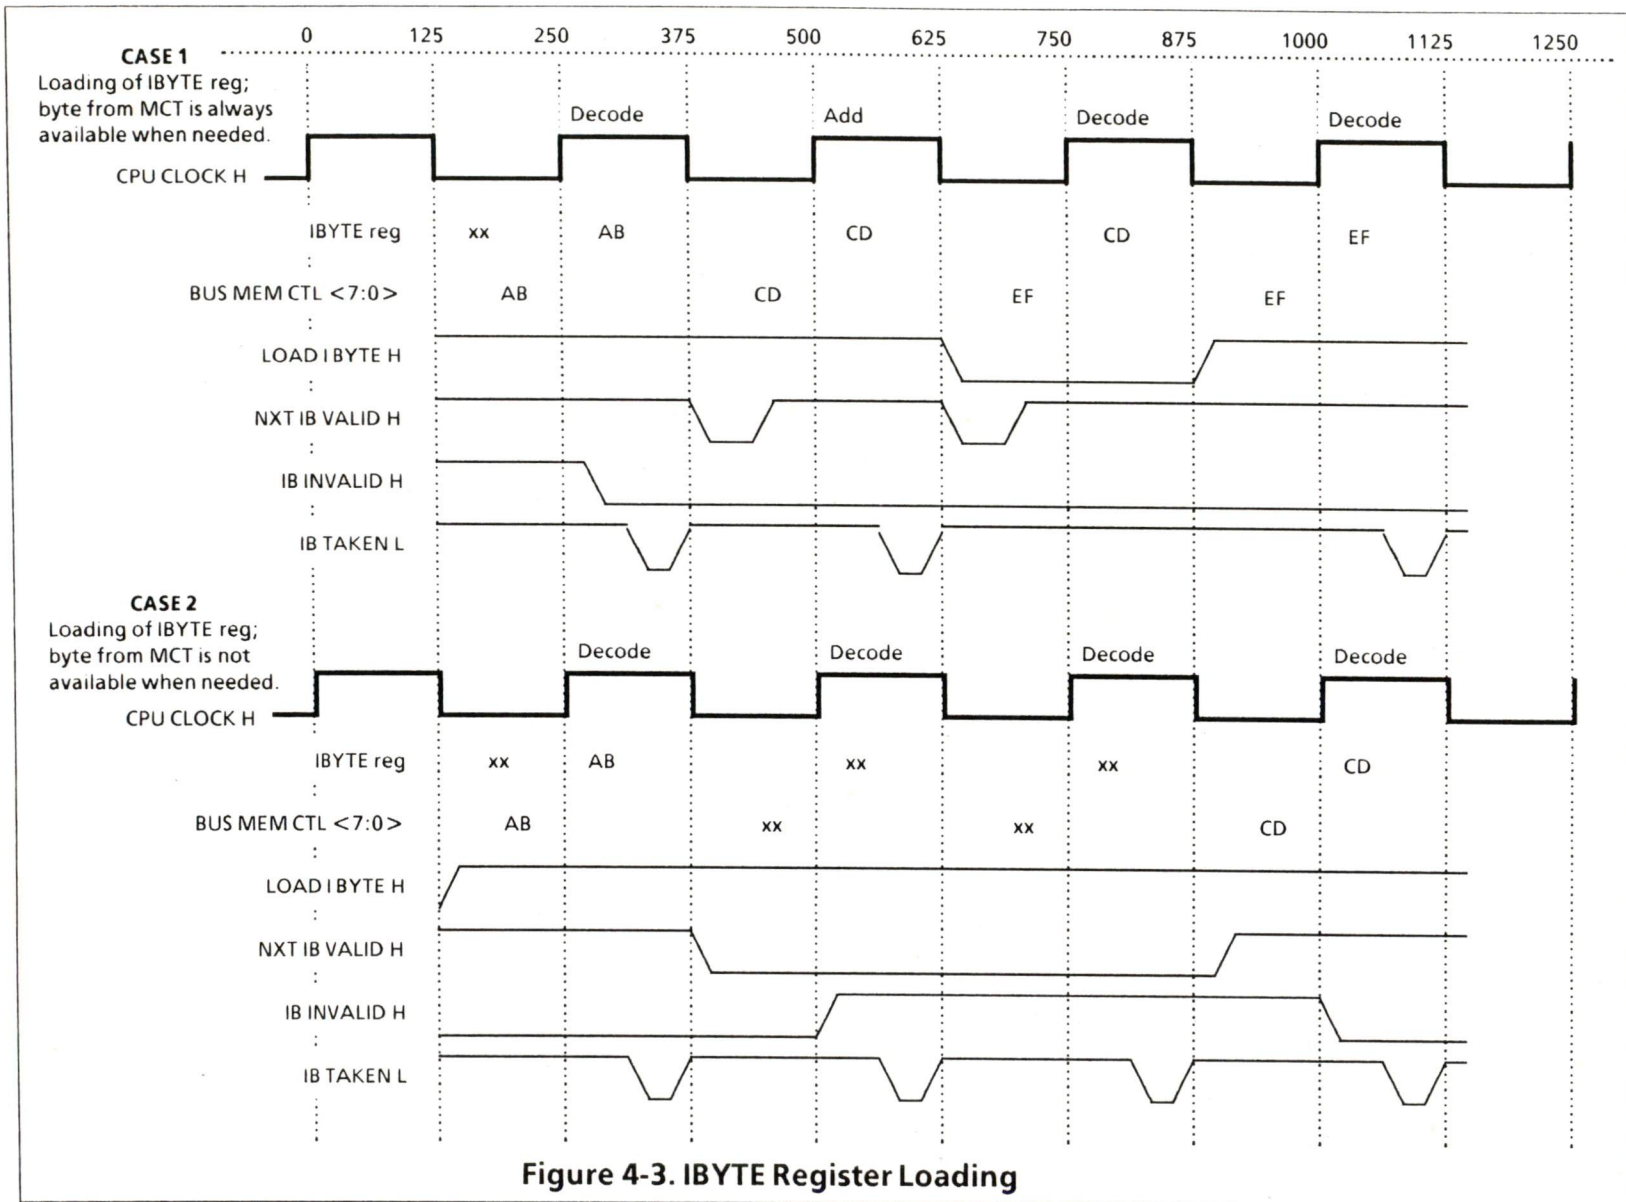 0 125 250 375 500 625 750 875 1000 1125 1250
CASE 1
Loading of IBYTE reg;
byte from MCT is always
available when needed.
Decode Add Decode Decode
CPU CLOCK H
IBYTE reg xx AB CD CD EF
BUS MEM CTL <7:0> AB CD EF EF
LOAD I BYTE H
NXT IB VALID H
IB INVALID H
IB TAKEN L
CASE 2
Loading of IBYTE reg;
byte from MCT is not
available when needed.
Decode Decode Decode Decode
CPU CLOCK H
IBYTE reg xx AB xx xx CD
BUS MEM CTL <7:0> AB xx xx CD
LOAD I BYTE H
NXT IB VALID H
IB INVALID H
IB TAKEN L
Figure 4-3. IBYTE Register Loading